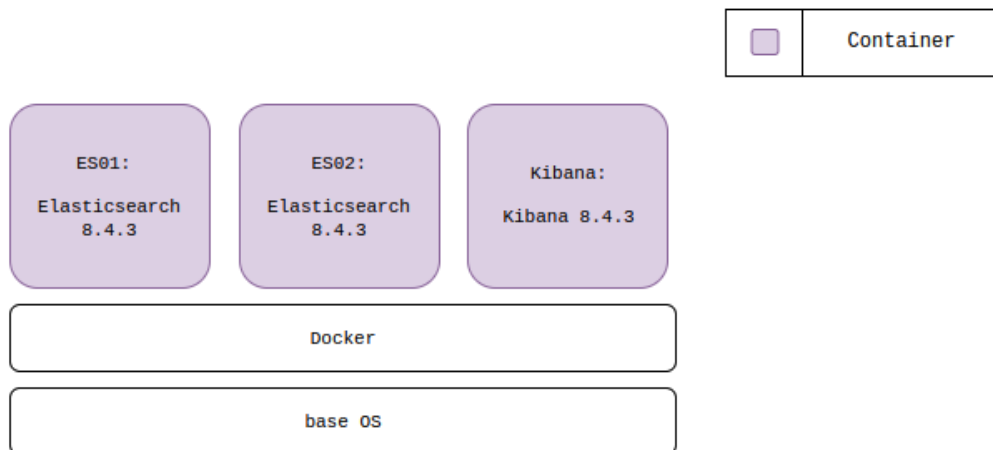 Container
ES01:
Elasticsearch
8.4.3
ES02:
Elasticsearch
8.4.3
Kibana:
Kibana 8.4.3
Docker
base OS